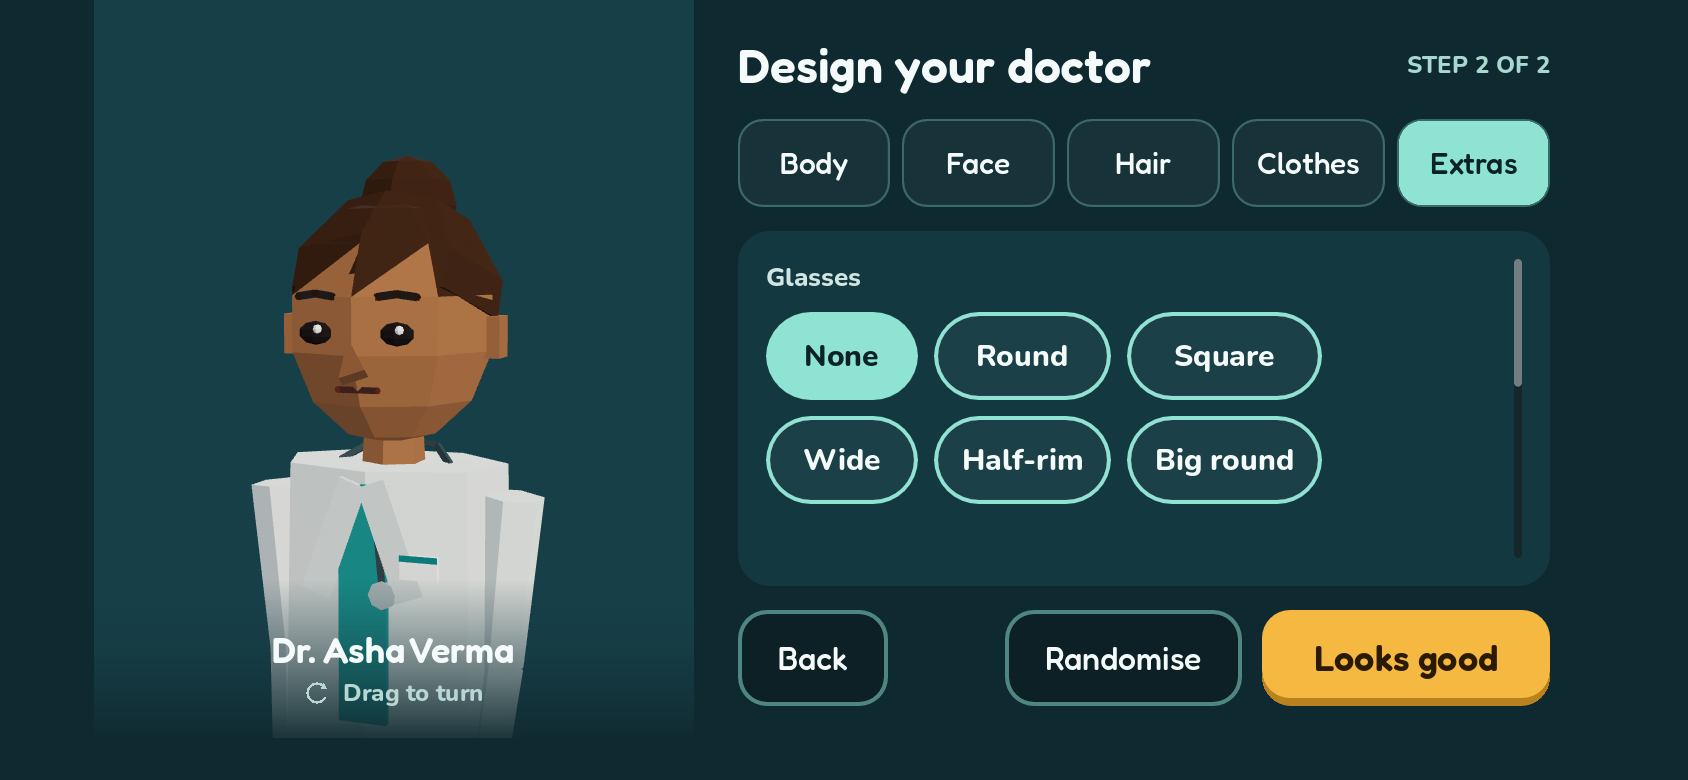 Design your doctor
STEP 2 OF 2
Body
Face
Hair
Clothes
Extras
Glasses
None
Round
Square
Wide
Half-rim
Big round
Dr. Asha Verma
Drag to turn
Back
Randomise
Looks good